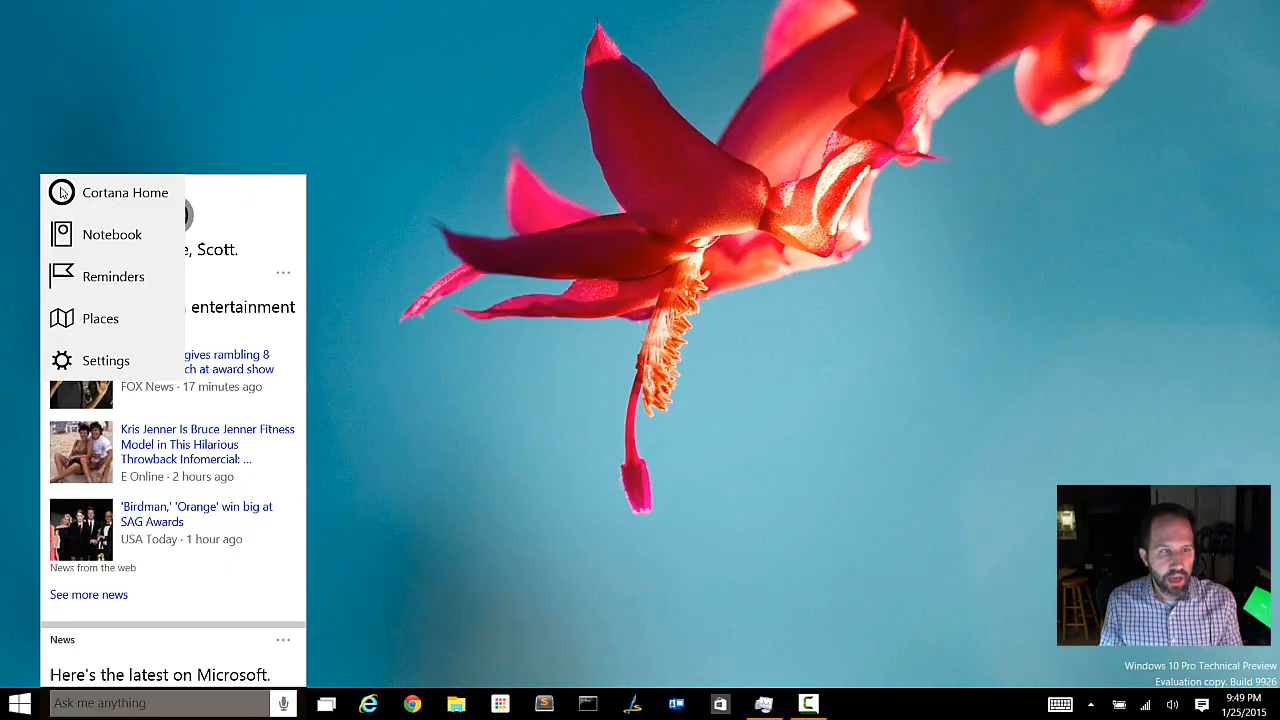 Cortana Home
Notebook
Reminders
Places
Settings
e, Scott.
entertainment
gives rambling 8
ch at award show
FOX News · 17 minutes ago
Kris Jenner Is Bruce Jenner Fitness
Model in This Hilarious
Throwback Infomercial: ...
E Online · 2 hours ago
'Birdman,' 'Orange' win big at
SAG Awards
USA Today · 1 hour ago
News from the web
See more news
News
Here's the latest on Microsoft.
Ask me anything
Windows 10 Pro Technical Preview
Evaluation copy. Build 9926
9:49 PM
1/25/2015